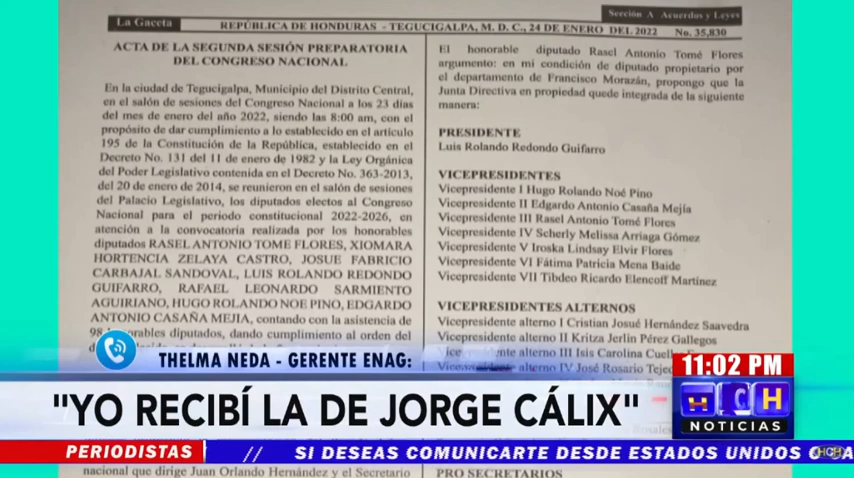 La Gaceta
Sección A Acuerdos y Leyes
REPÚBLICA DE HONDURAS - TEGUCIGALPA, M. D. C., 24 DE ENERO DEL 2022 No. 35,830
ACTA DE LA SEGUNDA SESIÓN PREPARATORIA
DEL CONGRESO NACIONAL
En la ciudad de Tegucigalpa, Municipio del Distrito Central,
en el salón de sesiones del Congreso Nacional a los 23 días
del mes de enero del año 2022, siendo las 8:00 am, con el
propósito de dar cumplimiento a lo establecido en el artículo
195 de la Constitución de la República, establecido en el
Decreto No. 131 del 11 de enero de 1982 y la Ley Orgánica
del Poder Legislativo contenida en el Decreto No. 363-2013,
del 20 de enero de 2014, se reunieron en el salón de sesiones
del Palacio Legislativo, los diputados electos al Congreso
Nacional para el periodo constitucional 2022-2026, en
atención a la convocatoria realizada por los honorables
diputados RASEL ANTONIO TOME FLORES, XIOMARA
HORTENCIA ZELAYA CASTRO, JOSUE FABRICIO
CARBAJAL SANDOVAL, LUIS ROLANDO REDONDO
GUIFARRO, RAFAEL LEONARDO SARMIENTO
AGUIRIANO, HUGO ROLANDO NOE PINO, EDGARDO
ANTONIO CASAÑA MEJIA, contando con la asistencia de
98 honorables diputados, dando cumplimiento al orden del
El honorable diputado Rasel Antonio Tomé Flores
argumento: en mi condición de diputado propietario por
el departamento de Francisco Morazán, propongo que la
Junta Directiva en propiedad quede integrada de la siguiente
manera:
PRESIDENTE
Luis Rolando Redondo Guifarro
VICEPRESIDENTES
Vicepresidente I Hugo Rolando Noé Pino
Vicepresidente II Edgardo Antonio Casaña Mejía
Vicepresidente III Rasel Antonio Tomé Flores
Vicepresidente IV Scherly Melissa Arriaga Gómez
Vicepresidente V Iroska Lindsay Elvir Flores
Vicepresidente VI Fátima Patricia Mena Baide
Vicepresidente VII Tibdeo Ricardo Elencoff Martínez
VICEPRESIDENTES ALTERNOS
Vicepresidente alterno I Cristian Josué Hernández Saavedra
Vicepresidente alterno II Kritza Jerlin Pérez Gallegos
alterno III Isis Carolina
alterno IV José Rosario
THELMA NEDA - GERENTE ENAG:
11:02 PM
"YO RECIBÍ LA DE JORGE CÁLIX"
HCH
NOTICIAS
PERIODISTAS // SI DESEAS COMUNICARTE DESDE ESTADOS UNIDOS
nacional que dirige Juan Orlando Hernández y el Secretario
PRO SECRETARIOS